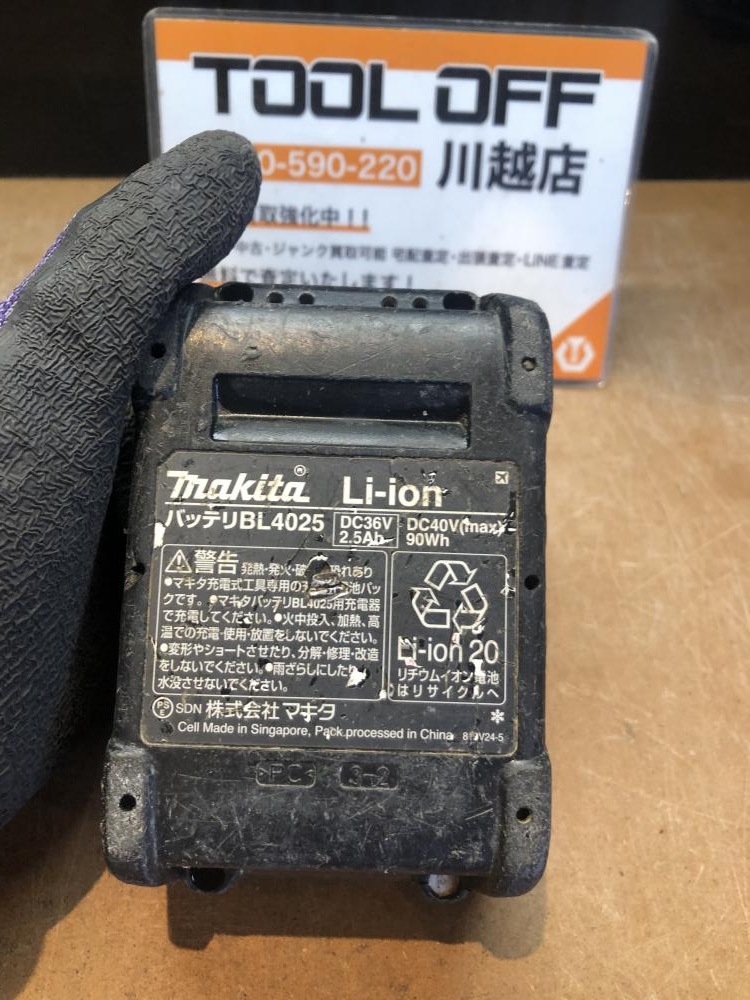 TOOL OFF
0-590-220 川越店
取強化中!!
中古・ジャンク買取可能 宅配査定・出張査定・LINE査定
料で査定いたします!
makita® Li-ion
バッテリBL4025 DC36V 2.5Ah DC40V(max) 90Wh
警告 発熱・発火・破 恐れあり
●マキタ充電式工具専用の 池パッ
クです。●マキタバッテリBL4025用充電器
で充電してください。●火中投入、加熱、高
温での充電・使用・放置をしないでください。
●変形やショートさせたり、分解・修理・改造
をしないでください。●雨ざらしにしたり、
水没させないでください。
Li-ion 20
リチウムイオン電池
はリサイクルへ
PS E SDN 株式会社マキタ *
Cell Made in Singapore, Pack processed in China
>PC< 3-2